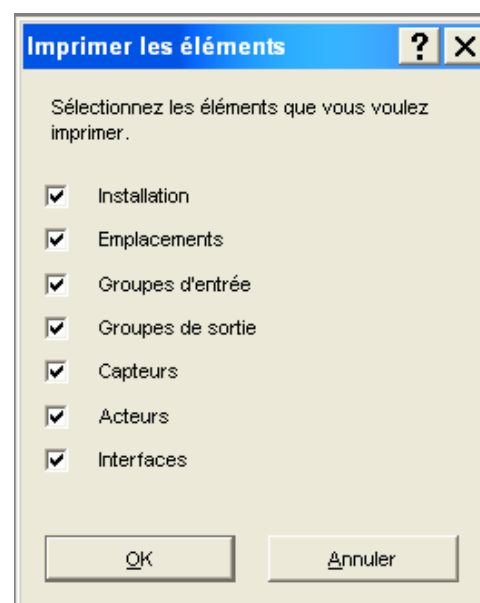 Imprimer les éléments
Sélectionnez les éléments que vous voulez
imprimer.
Installation
Emplacements
Groupes d'entrée
Groupes de sortie
Capteurs
Acteurs
Interfaces
OK
Annuler